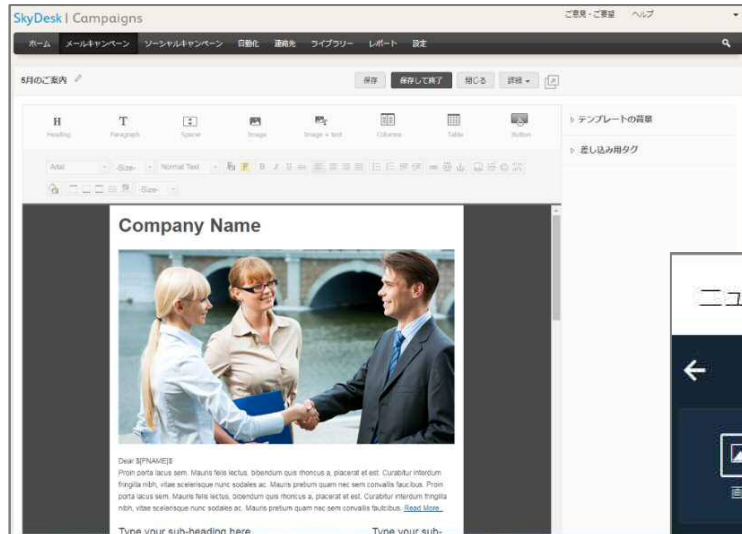 SkyDesk | Campaigns
ご意見・ご要望 ヘルプ
ホーム メールキャンペーン ソーシャルキャンペーン 自動化 連絡先 ライブラリー レポート 設定
5月のご案内
保存 保存して終了 閉じる 詳細
H T
Heading Paragraph Spacer Image Image + text Columns Table Button
テンプレートの背景
差し込み用タグ
Arial -Size- Normal Text B I U
-Size-
Company Name
ニュ
画
Dear $[FNAME]$
Proin porta lacus sem. Mauris felis lectus, bibendum quis rhoncus a, placerat et est. Curabitur interdum
fringilla nibh, vitae scelerisque nunc sodales ac. Mauris pretium quam nec sem convallis faucibus. Proin
porta lacus sem. Mauris felis lectus, bibendum quis rhoncus a, placerat et est. Curabitur interdum fringilla
nibh, vitae scelerisque nunc sodales ac. Mauris pretium quam nec sem convallis faucibus. Read More..
Type your sub-heading here Type your sub-